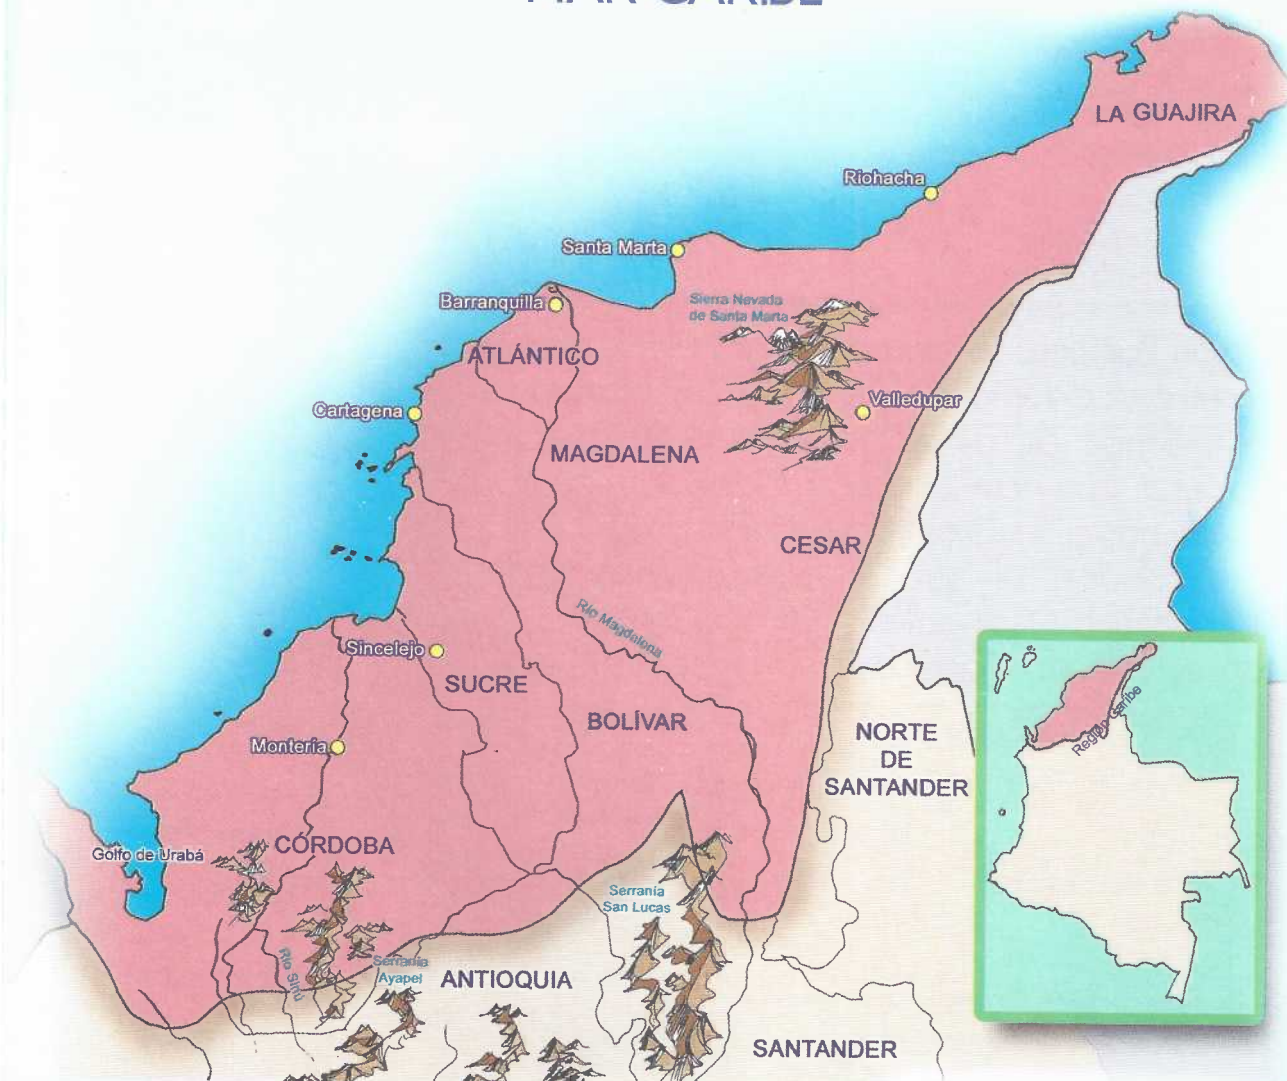 MAR CARIBE
LA GUAJIRA
Riohacha
Santa Marta
Barranquilla
Sierra Nevada
de Santa Marta
ATLÁNTICO
Cartagena
Valledupar
MAGDALENA
CESAR
Río Magdalena
Sincelejo
SUCRE
BOLÍVAR
NORTE
DE
SANTANDER
Montería
Región Caribe
CÓRDOBA
Golfo de Urabá
Serranía
San Lucas
Río Sinú
Serranía
Ayapel
ANTIOQUIA
SANTANDER